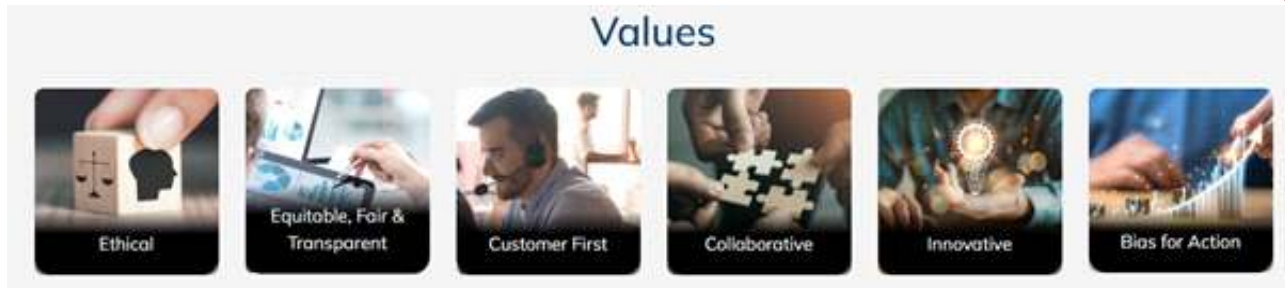 Values
Ethical
Equitable, Fair &
Transparent
Customer First
Collaborative
Innovative
Bias for Action